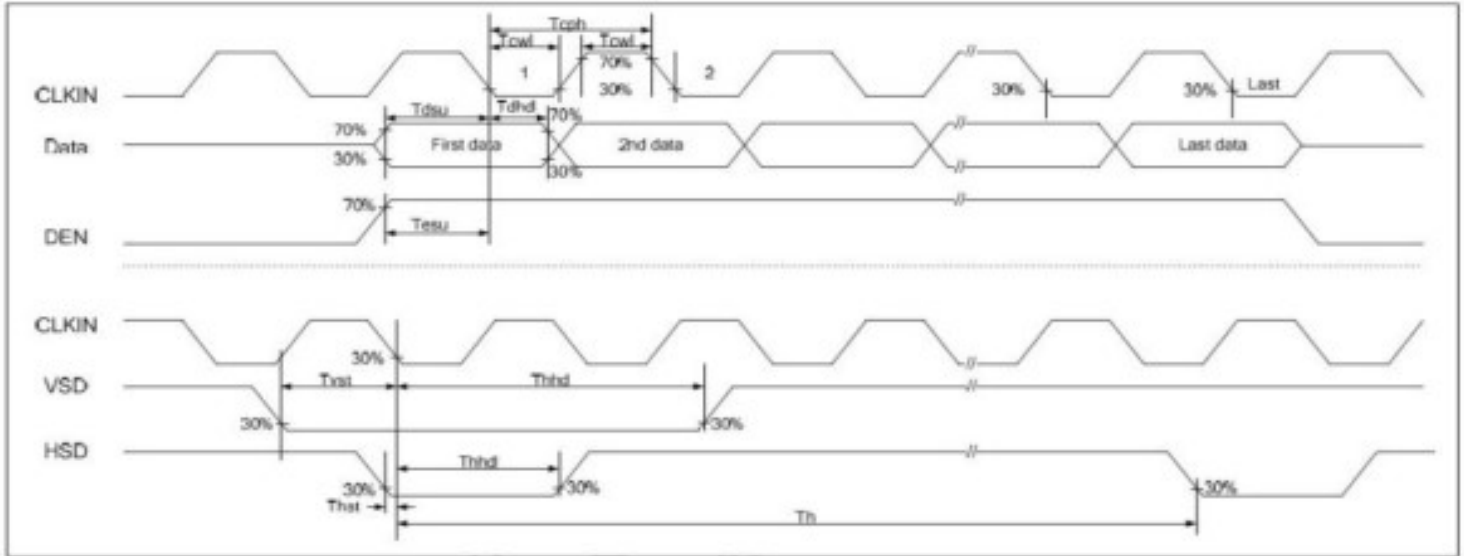 Tcph
Tcwl Tcwl
CLKIN 1 70% 30% 2 30% 30% Last
Tdsu Tdhd
70% 70%
Data First data 2nd data Last data
30% 30%
70%
Tesu
DEN
CLKIN
30%
VSD Tvst Thhd
30% 30%
HSD
Thhd
30% 30% 30%
Thst
Th